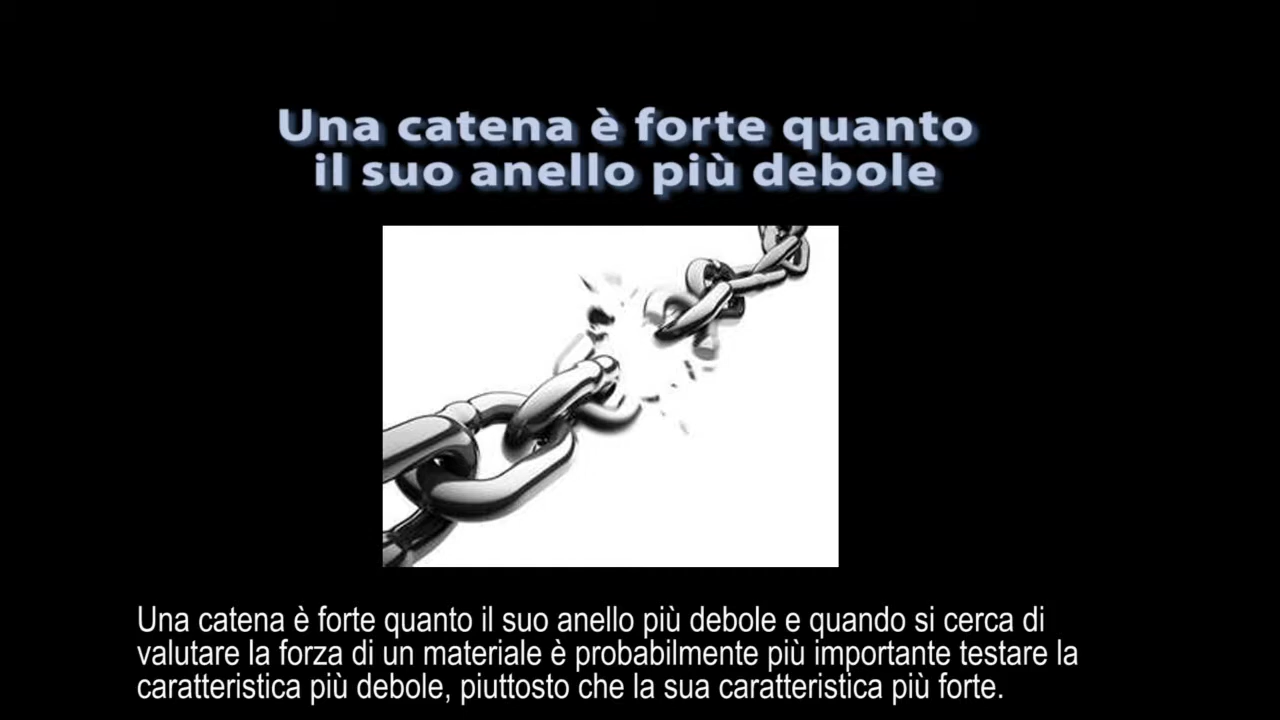 Una catena è forte quanto
il suo anello più debole
Una catena è forte quanto il suo anello più debole e quando si cerca di
valutare la forza di un materiale è probabilmente più importante testare la
caratteristica più debole, piuttosto che la sua caratteristica più forte.